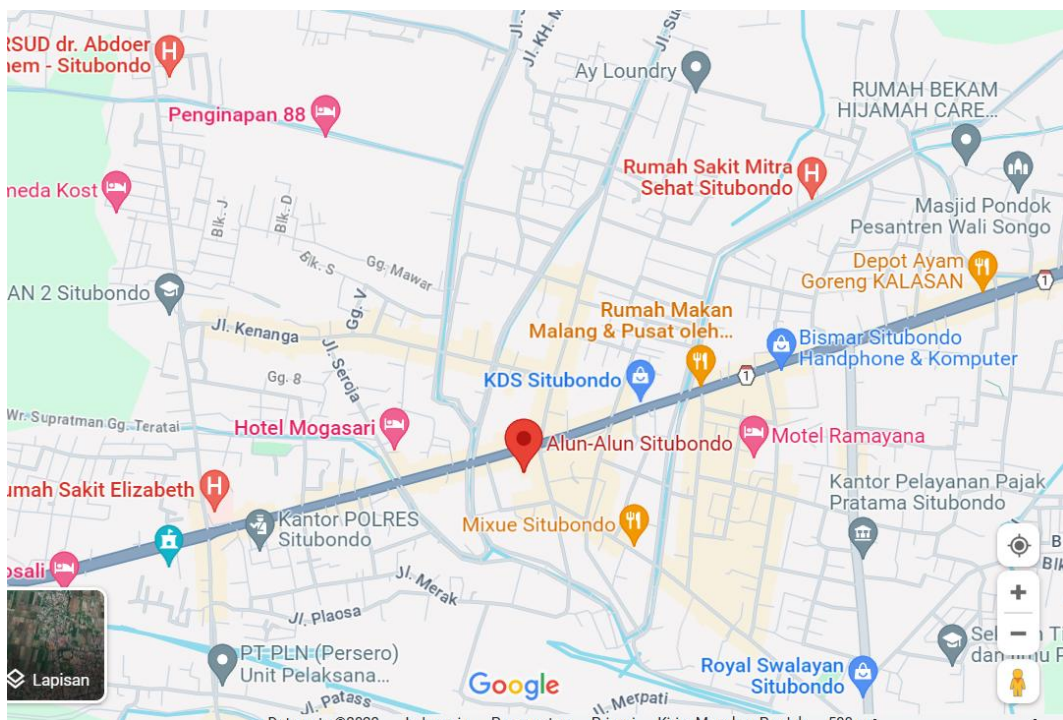 RSUD dr. Abdoer
hem - Situbondo
Penginapan 88
Ay Loundry
RUMAH BEKAM
HIJAMAH CARE...
Rumah Sakit Mitra
Sehat Situbondo
Masjid Pondok
Pesantren Wali Songo
meda Kost
Blk. J
Blk. D
Blk. S
Gg. Mawar
Depot Ayam
Goreng KALASAN
1
AN 2 Situbondo
Gg. V
Jl. Kenanga
Jl. Seroja
Rumah Makan
Malang & Pusat oleh...
Bismar Situbondo
Handphone & Komputer
Gg. 8
KDS Situbondo
1
Wr. Supratman Gg. Teratai
Hotel Mogasari
Alun-Alun Situbondo
Motel Ramayana
umah Sakit Elizabeth
Kantor POLRES
Situbondo
Mixue Situbondo
Kantor Pelayanan Pajak
Pratama Situbondo
osali
Jl. Merak
Jl. Plaosa
PT PLN (Persero)
Unit Pelaksana...
Lapisan
Google
Royal Swalayan
Situbondo
Jl. Patass
Merpati